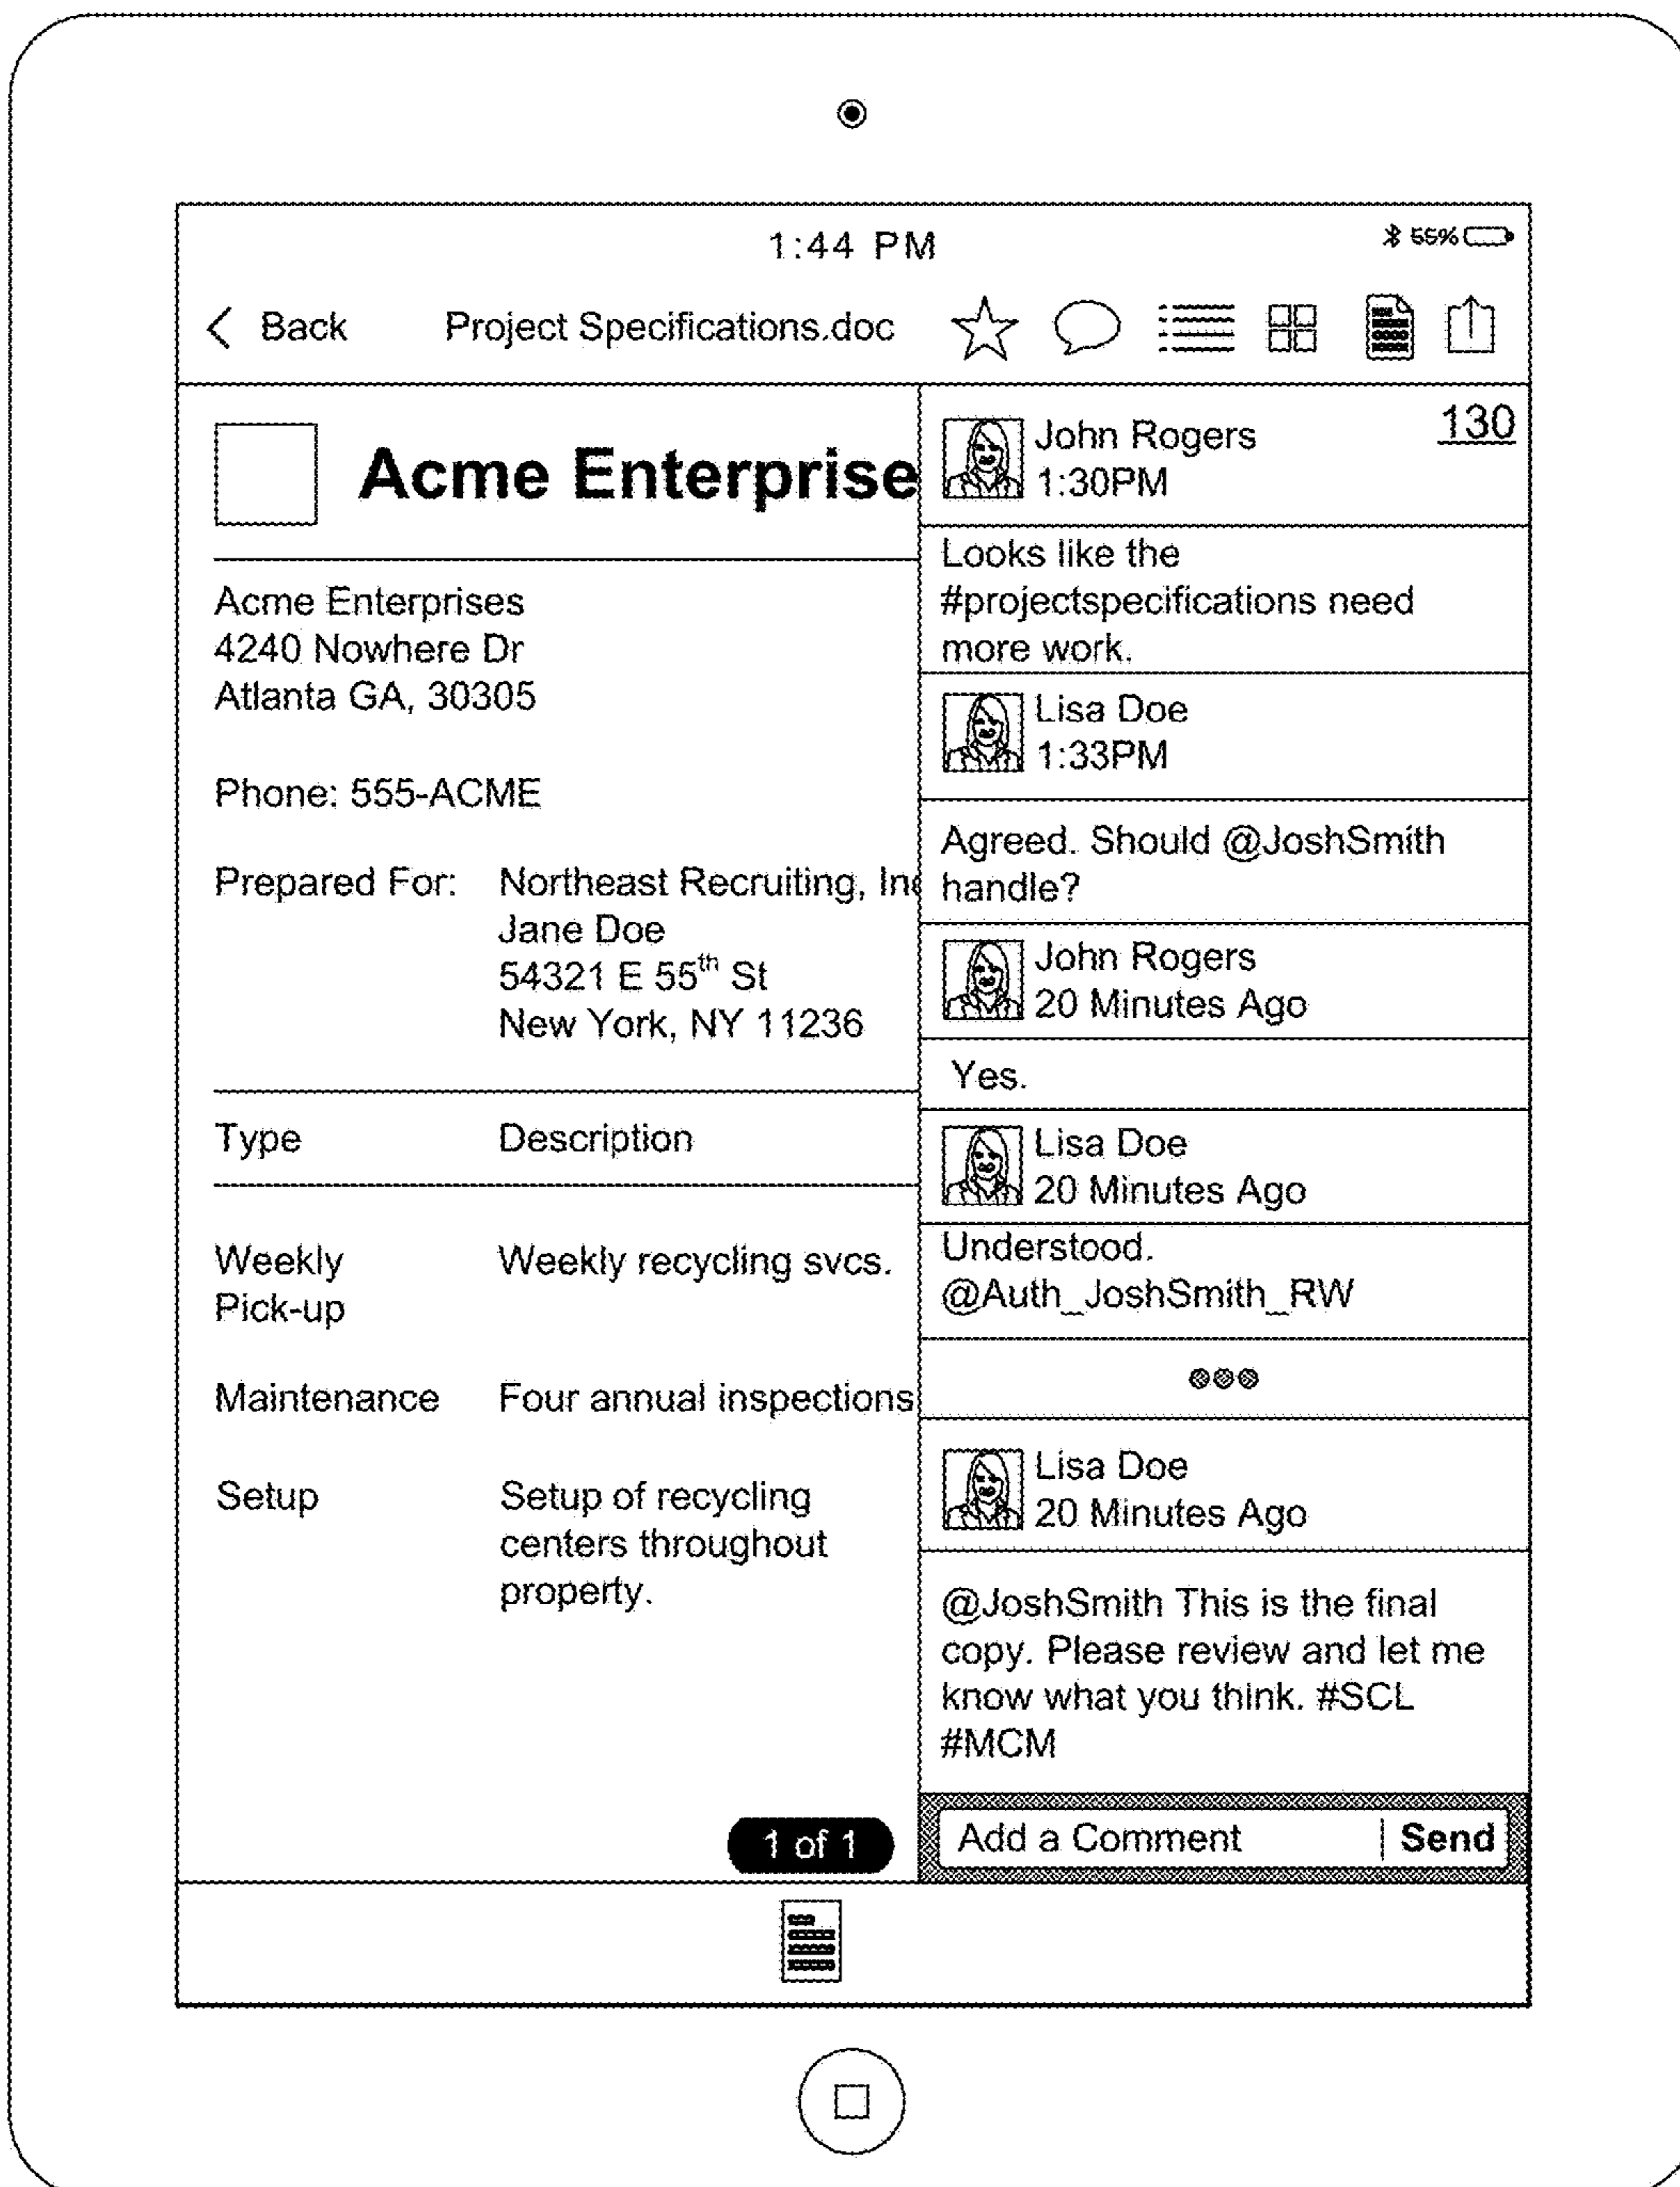 1:44 PM
55%
Back
Project Specifications.doc
Acme Enterprise
Acme Enterprises
4240 Nowhere Dr
Atlanta GA, 30305
Phone: 555-ACME
Prepared For: Northeast Recruiting, Inc
Jane Doe
54321 E 55th St
New York, NY 11236
Type Description
Weekly Weekly recycling svcs.
Pick-up
Maintenance Four annual inspections
Setup Setup of recycling
centers throughout
property.
1 of 1
130
John Rogers
1:30PM
Looks like the
#projectspecifications need
more work.
Lisa Doe
1:33PM
Agreed. Should @JoshSmith
handle?
John Rogers
20 Minutes Ago
Yes.
Lisa Doe
20 Minutes Ago
Understood.
@Auth_JoshSmith_RW
Lisa Doe
20 Minutes Ago
@JoshSmith This is the final
copy. Please review and let me
know what you think. #SCL
#MCM
Add a Comment | Send